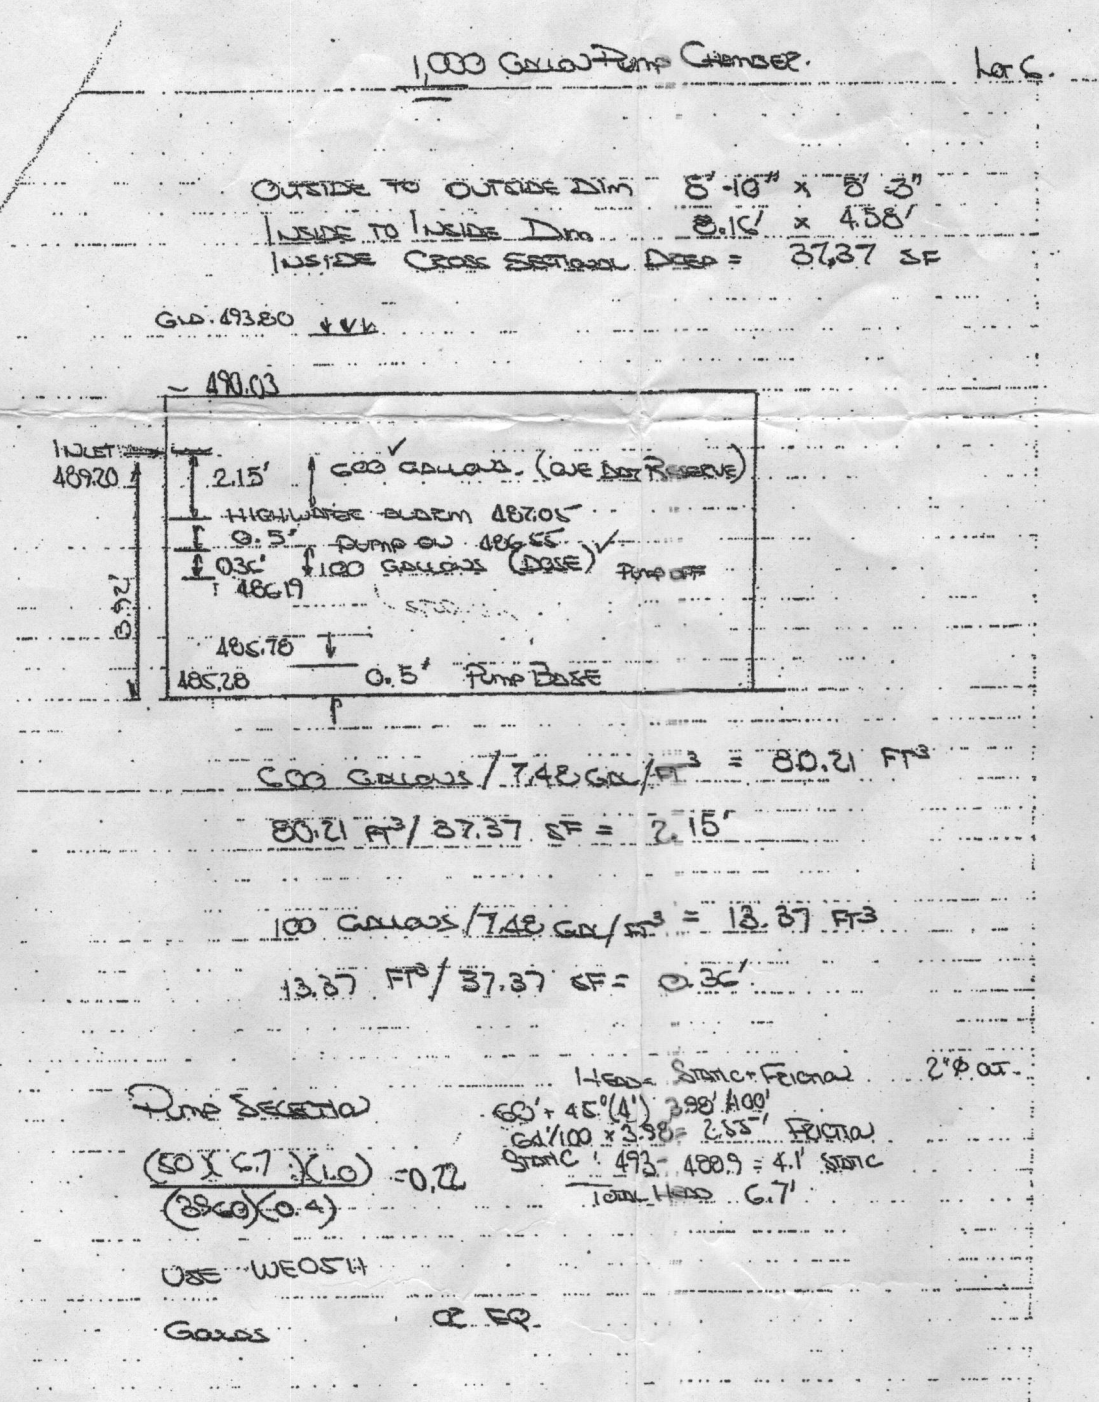 1,000 GALLON PUMP CHAMBER. LOT 6.
OUTSIDE TO OUTSIDE DIM 8'-10" x 5'-3"
INSIDE TO INSIDE DIM 8.16' x 4.58'
INSIDE CROSS SECTIONAL AREA = 37.37 SF
GRD. 493.80
490.03
INLET
489.20
2.15' 600 GALLONS. (ONE DAY RESERVE)
HIGHWATER ALARM 487.05
0.5' PUMP ON 486.55
0.36' 100 GALLONS (DOSE) PUMP OFF
486.19
3.92'
485.78
485.28 0.5' PUMP BASE
600 GALLONS/7.48 GAL/FT³ = 80.21 FT³
80.21 FT³/37.37 SF = 2.15'
100 GALLONS/7.48 GAL/FT³ = 13.37 FT³
13.37 FT³/37.37 SF = 0.36'
HEAD = STATIC + FRICTION 2"Ø
PUMP SELECTION
60' + 45°(4') 3.98'/100'
64'/100 x 3.98 = 2.55' FRICTION
STATIC: 493 - 488.9 = 4.1' STATIC
TOTAL HEAD 6.7'
(50)(6.7)(1.0) = 0.22
(3960)(0.4)
USE WE05H
GOULDS OR EQ.